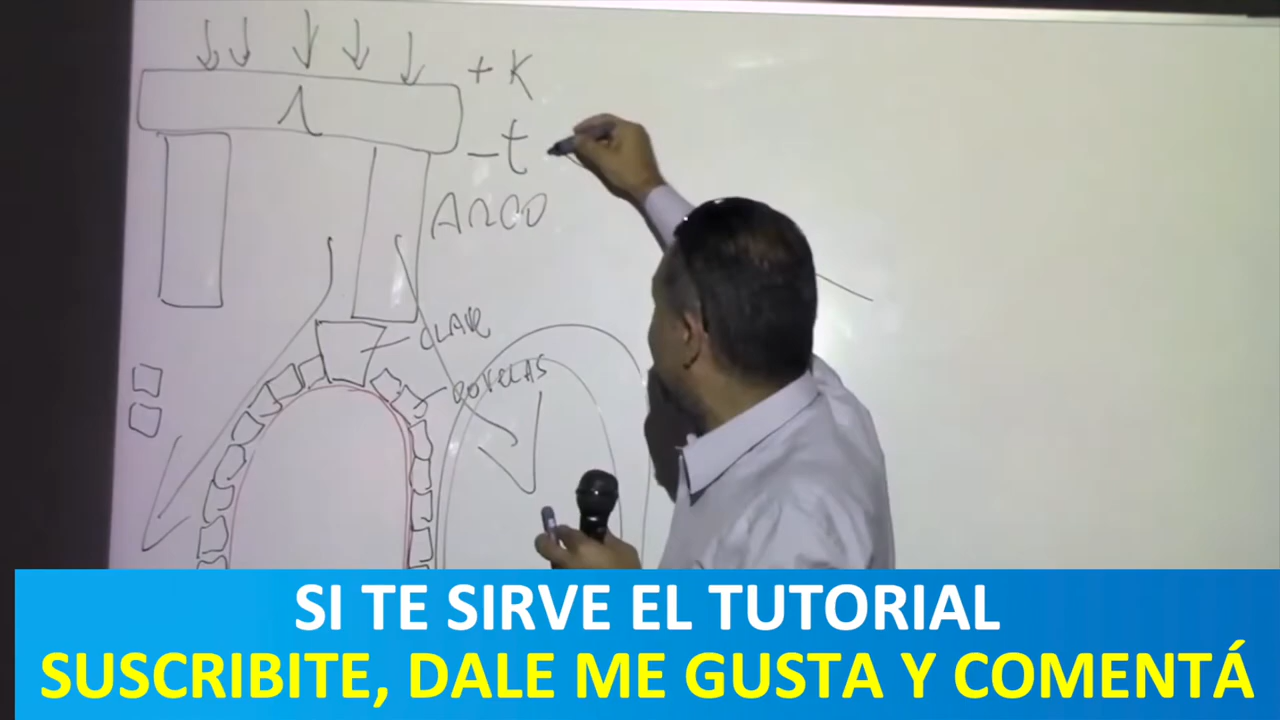 + K
- t
ARCO
CLAVE
DOVELAS
SI TE SIRVE EL TUTORIAL
SUSCRIBITE, DALE ME GUSTA Y COMENTÁ